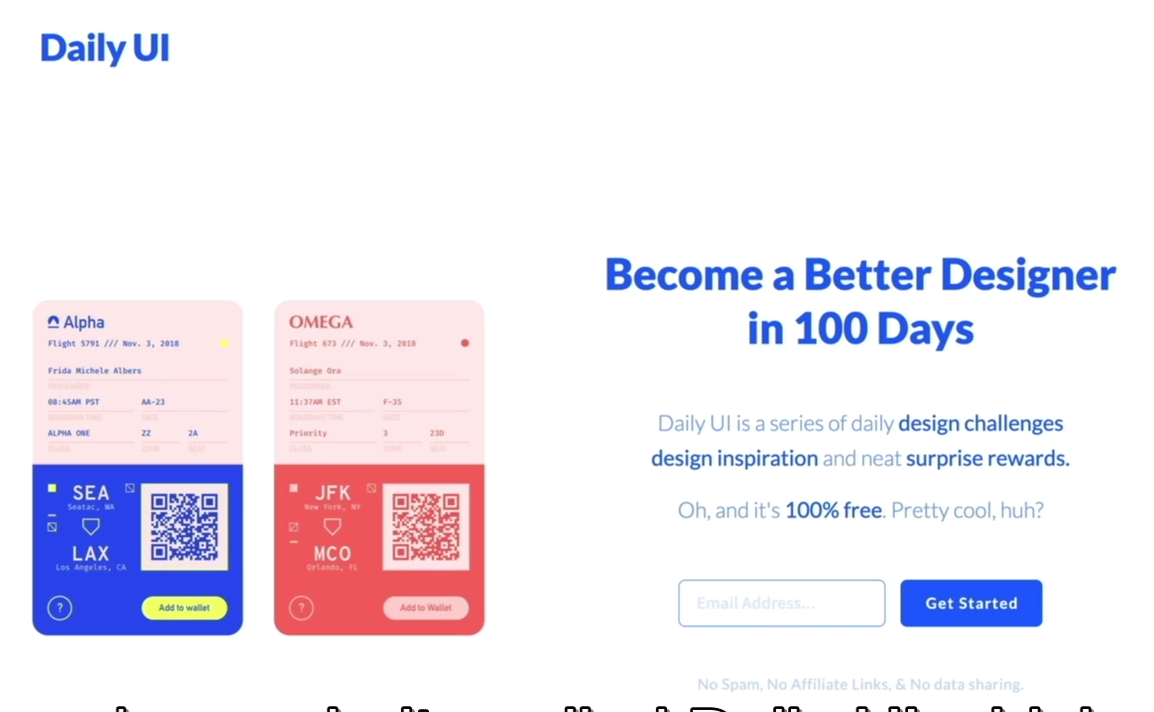 Daily UI
Alpha
Flight 5791 /// Nov. 3, 2018
Frida Michele Albers
PASSENGER
08:45AM PST AA-23
BOARDING TIME GATE
ALPHA ONE ZZ 2A
CLASS ZONE SEAT
SEA
Seatac, WA
LAX
Los Angeles, CA
?
Add to wallet
OMEGA
Flight 673 /// Nov. 3, 2018
Solange Ora
PASSENGER
11:37AM EST F-35
BOARDING TIME GATE
Priority 3 23D
CLASS ZONE SEAT
JFK
New York, NY
MCO
Orlando, FL
?
Add to Wallet
Become a Better Designer
in 100 Days
Daily UI is a series of daily design challenges
design inspiration and neat surprise rewards.
Oh, and it's 100% free. Pretty cool, huh?
Email Address...
Get Started
No Spam, No Affiliate Links, & No data sharing.